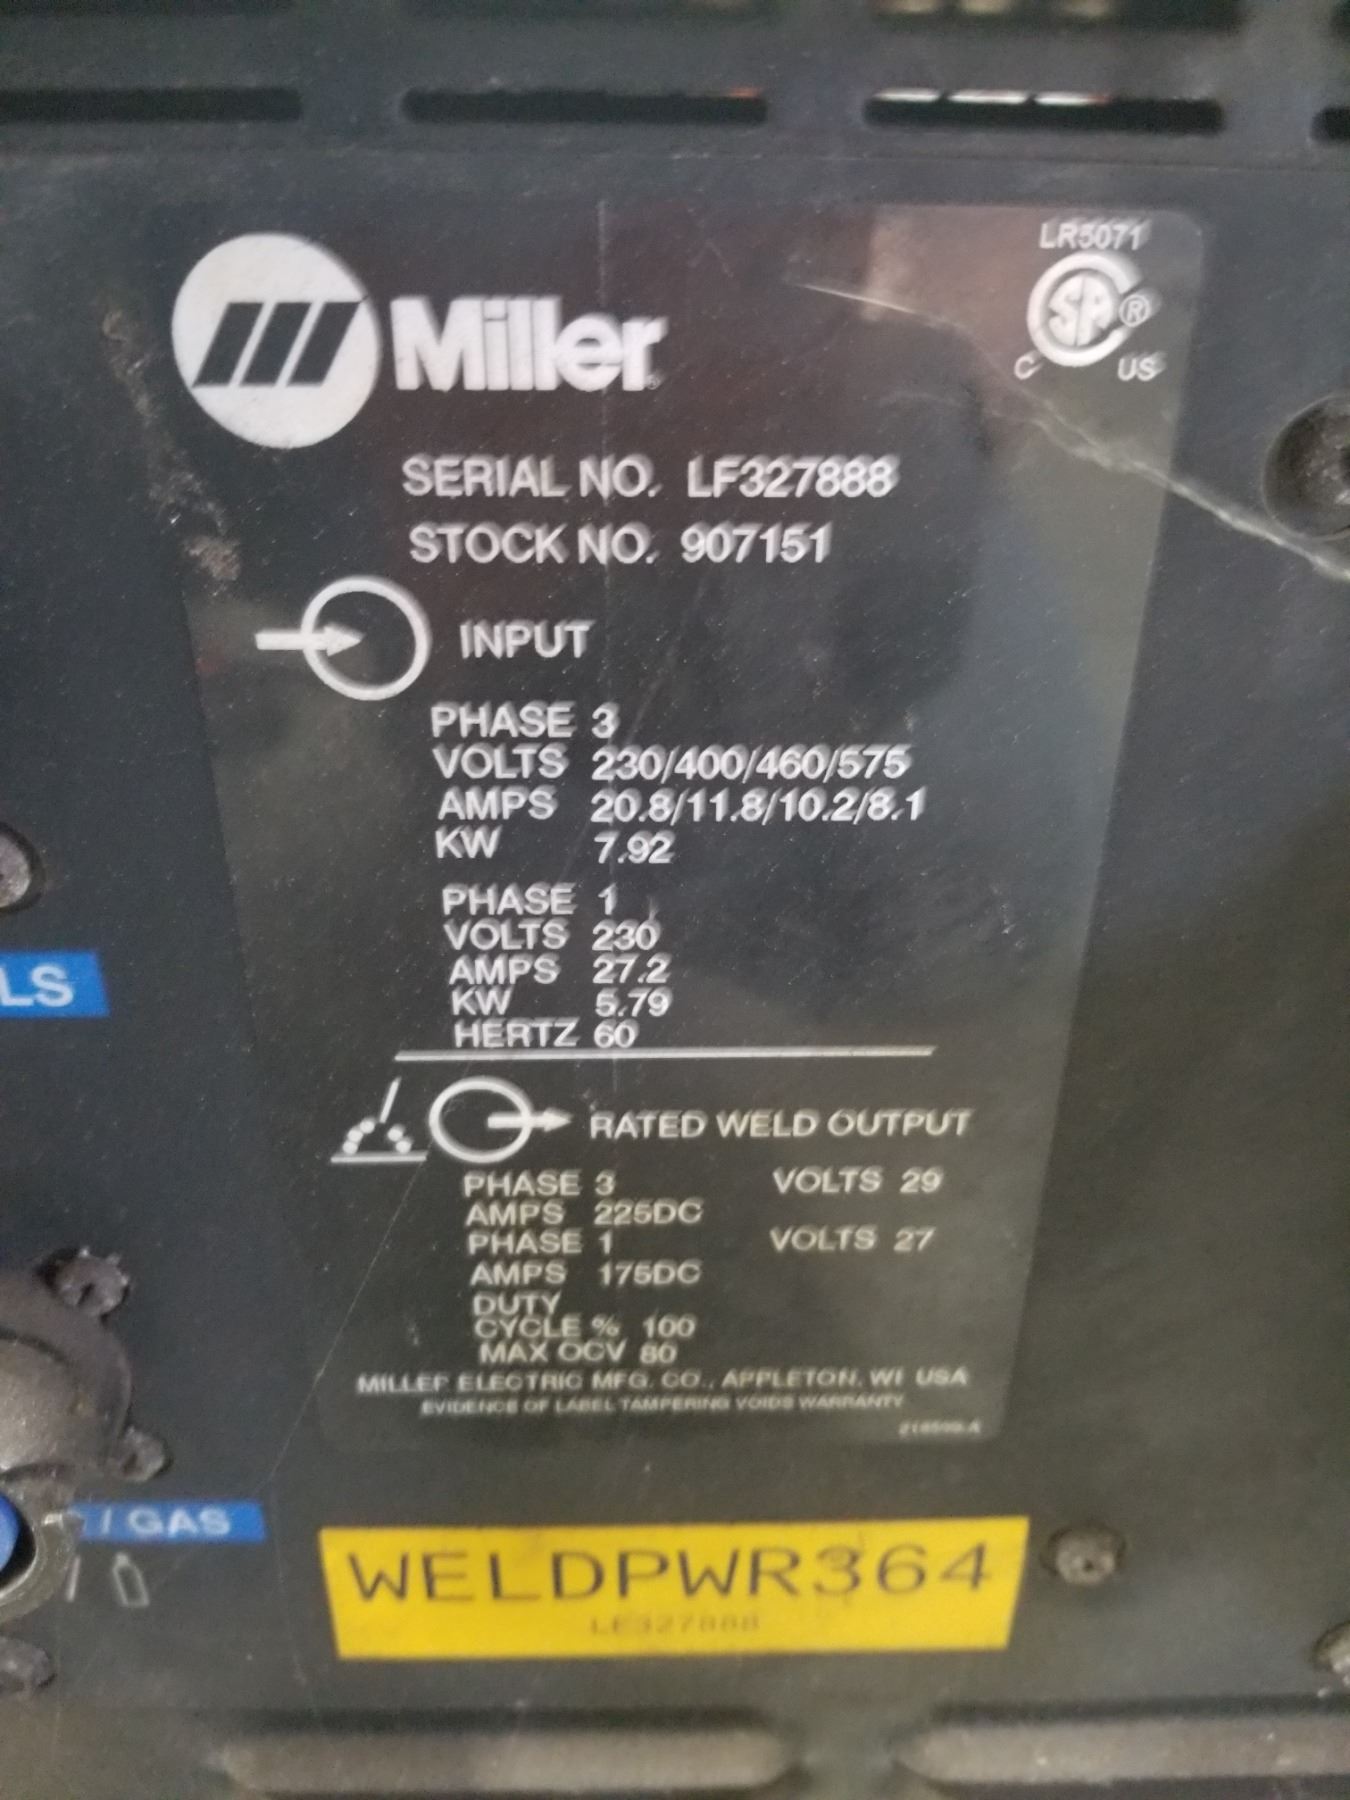 LR5071
Miller
SA
®
C US
SERIAL NO. LF327888
STOCK NO. 907151
INPUT
PHASE 3
VOLTS 230/400/460/575
AMPS 20.8/11.8/10.2/8.1
KW 7.92
PHASE 1
VOLTS 230
AMPS 27.2
KW 5.79
HERTZ 60
LS
RATED WELD OUTPUT
PHASE 3 VOLTS 29
AMPS 225DC
PHASE 1 VOLTS 27
AMPS 175DC
DUTY
CYCLE % 100
MAX OCV 80
MILLER ELECTRIC MFG. CO., APPLETON, WI USA
EVIDENCE OF LABEL TAMPERING VOIDS WARRANTY
/ GAS
WELDPWR364
LF327888